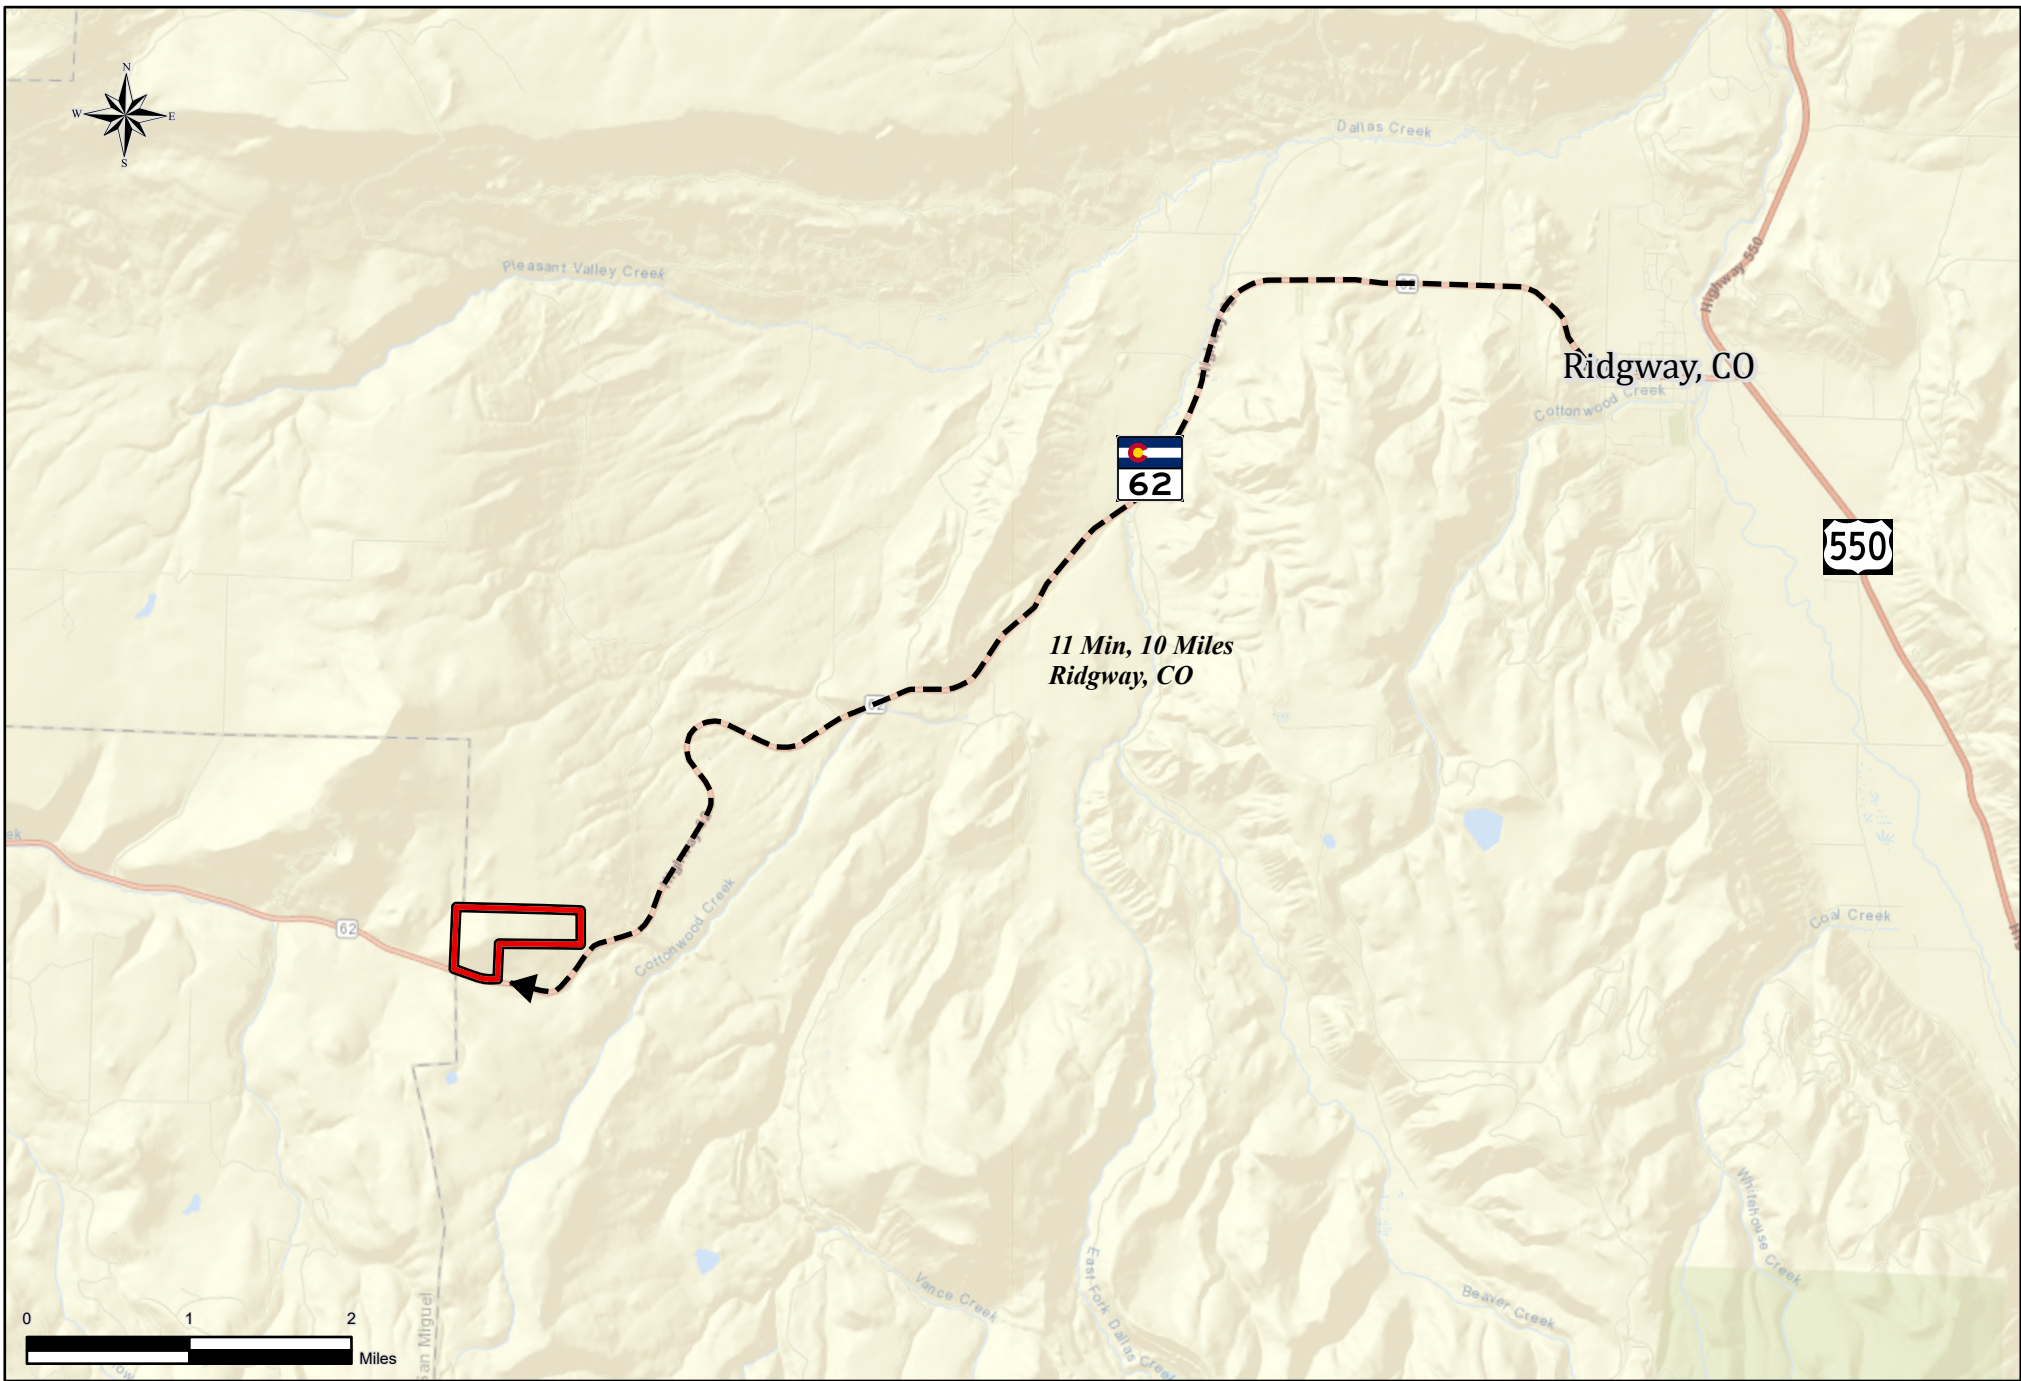 N
W E
S
Dallas Creek
Pleasant Valley Creek
Highway 550
62
Ridgway, CO
Cottonwood Creek
62
550
11 Min, 10 Miles
Ridgway, CO
62
ek
62
Cottonwood Creek
Coal Creek
Whitehouse Creek
East Fork Dallas Creek
Vance Creek
Beaver Creek
San Miguel
0 1 2
Miles